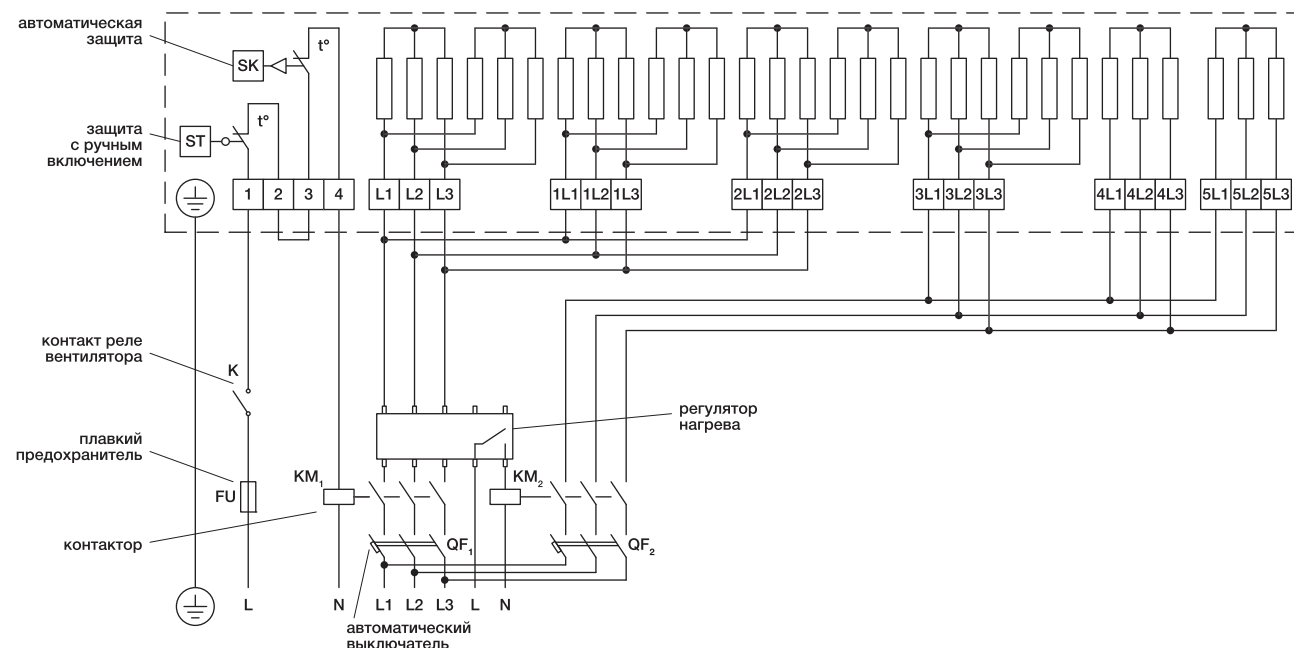 автоматическая
защита
t°
SK
защита
с ручным
включением
t°
ST
1 2 3 4 L1 L2 L3 1L1 1L2 1L3 2L1 2L2 2L3 3L1 3L2 3L3 4L1 4L2 4L3 5L1 5L2 5L3
контакт реле
вентилятора
K
регулятор
нагрева
плавкий
предохранитель
FU
KM1
KM2
контактор
QF1
QF2
L N L1 L2 L3 L N
автоматический
выключатель